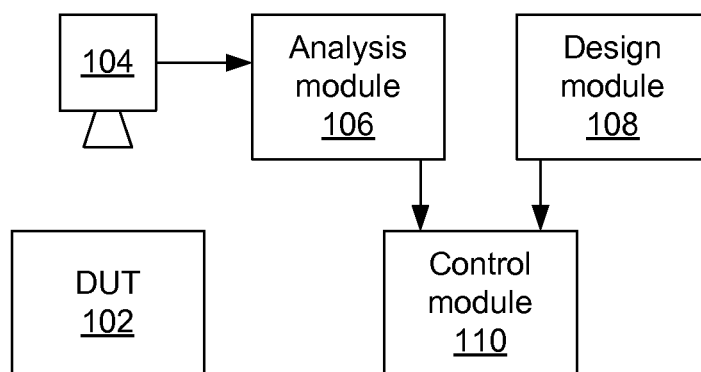 104
Analysis
module
106
Design
module
108
DUT
102
Control
module
110